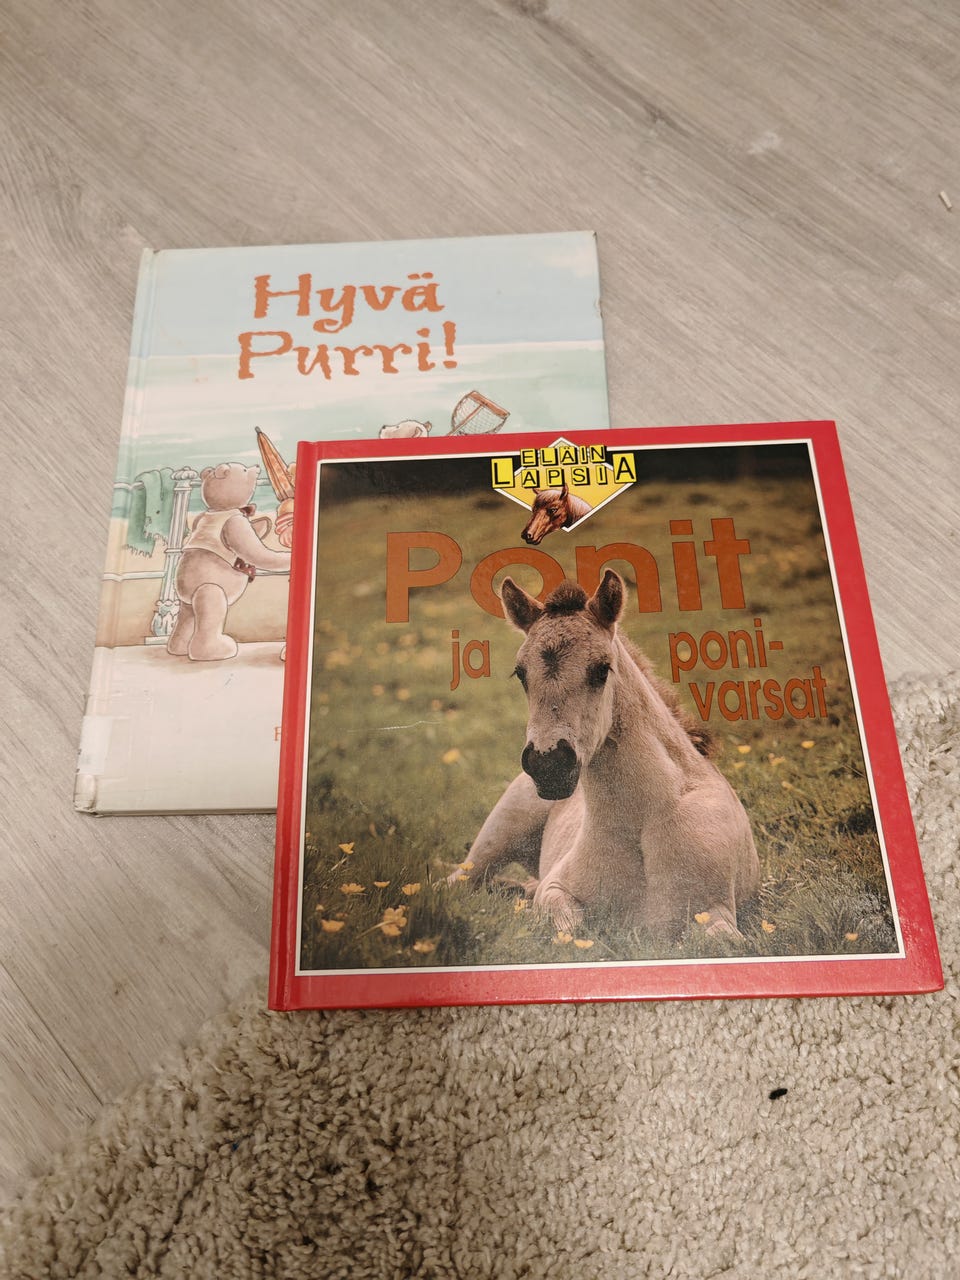 Hyvä
Purri!
ELÄIN
LAPSIA
Ponit
ja poni-
varsat